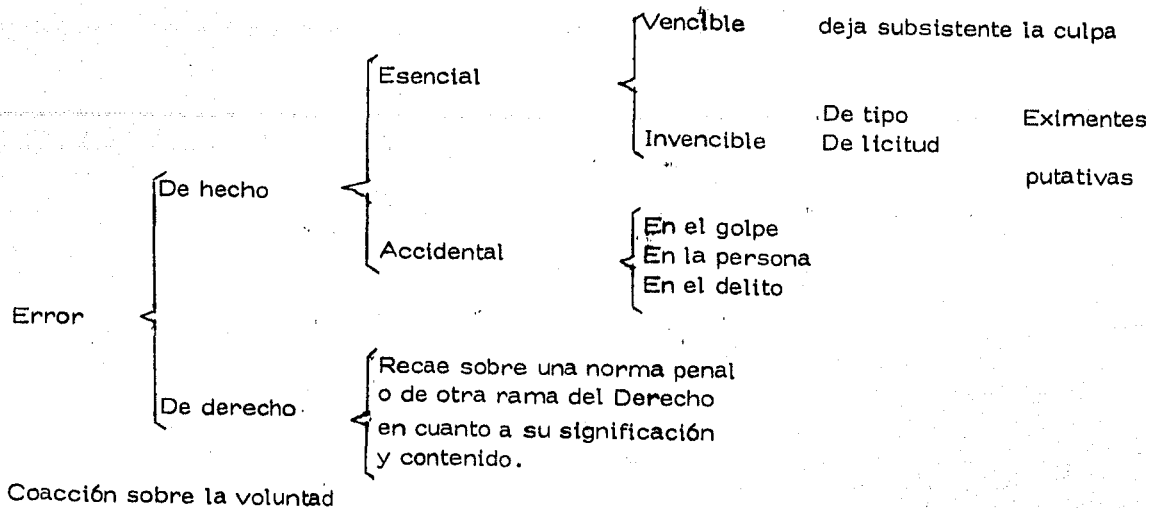 Vencible deja subsistente la culpa
Esencial
Invencible De tipo Eximentes
De licitud
putativas
De hecho
Accidental
En el golpe
En la persona
En el delito
Error
De derecho
Recae sobre una norma penal
o de otra rama del Derecho
en cuanto a su significación
y contenido.
Coacción sobre la voluntad